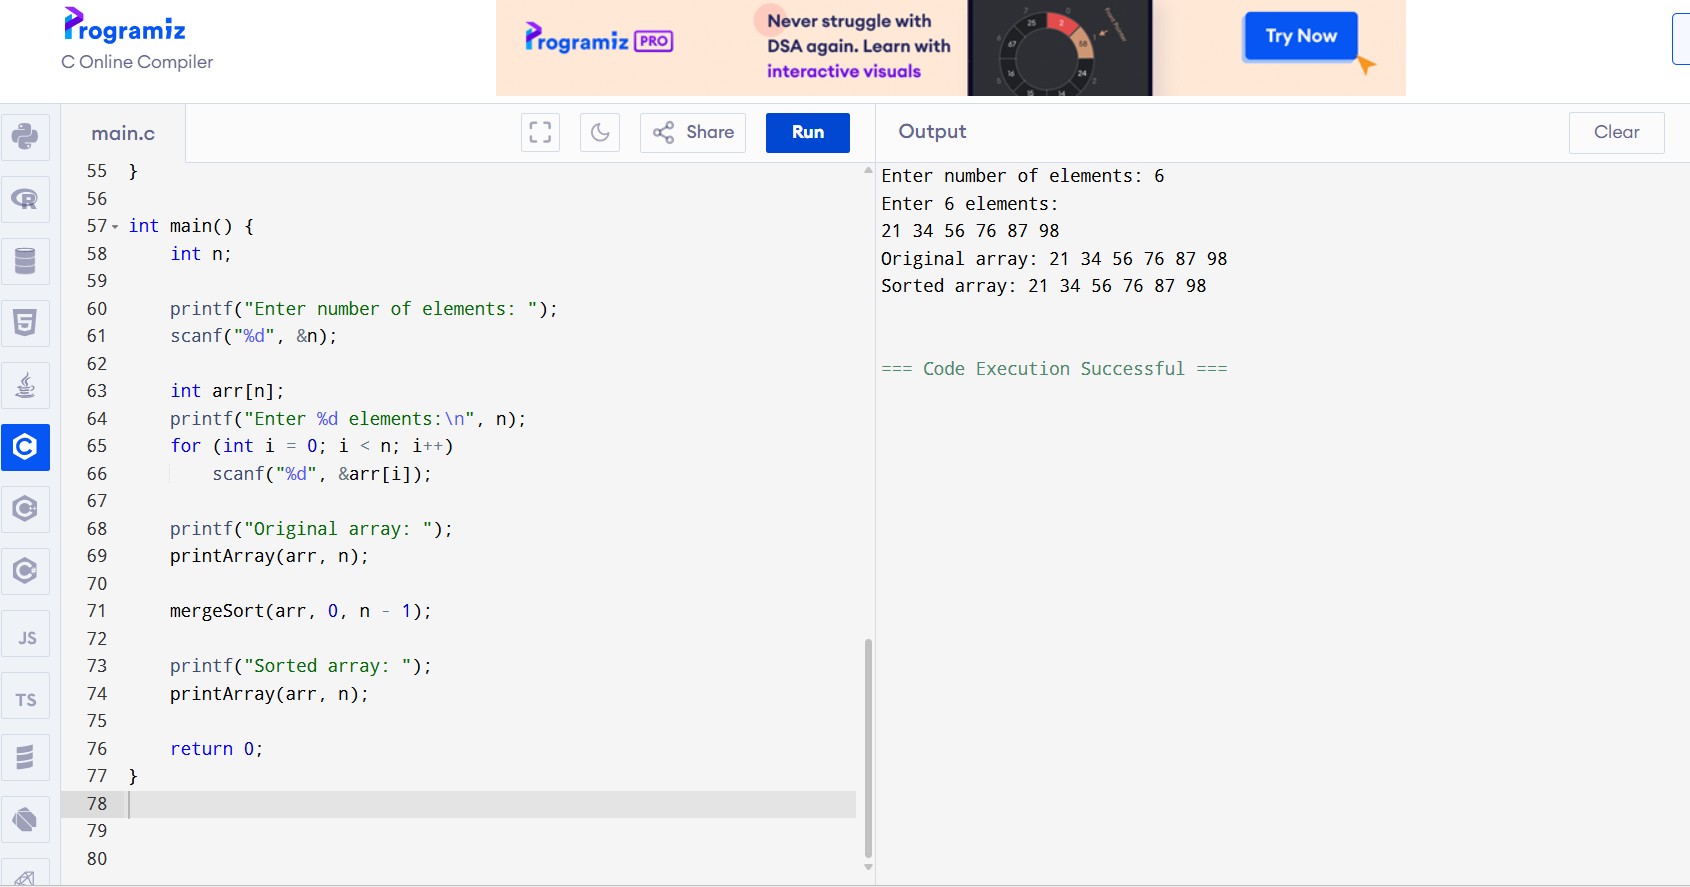 Programiz
C Online Compiler
Programiz PRO
Never struggle with
DSA again. Learn with
interactive visuals
Try Now
main.c
Share
Run
Output
Clear
55 }
56
57 int main() {
58     int n;
59
60     printf("Enter number of elements: ");
61     scanf("%d", &n);
62
63     int arr[n];
64     printf("Enter %d elements:\n", n);
65     for (int i = 0; i < n; i++)
66         scanf("%d", &arr[i]);
67
68     printf("Original array: ");
69     printArray(arr, n);
70
71     mergeSort(arr, 0, n - 1);
72
73     printf("Sorted array: ");
74     printArray(arr, n);
75
76     return 0;
77 }
78
79
80
Enter number of elements: 6
Enter 6 elements:
21 34 56 76 87 98
Original array: 21 34 56 76 87 98
Sorted array: 21 34 56 76 87 98
=== Code Execution Successful ===
JS
TS